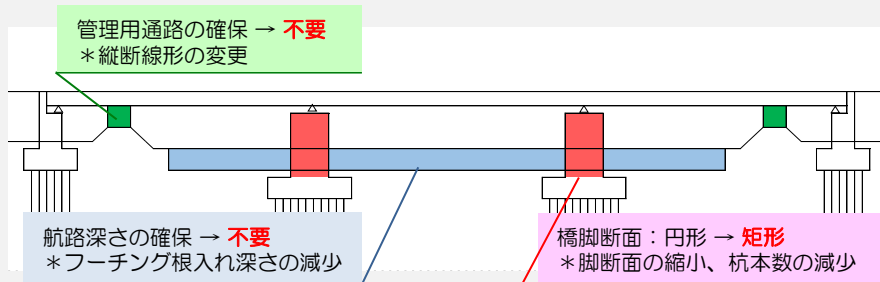 管理用通路の確保 → 不要
＊縦断線形の変更
航路深さの確保 → 不要
＊フーチング根入れ深さの減少
橋脚断面：円形 → 矩形
＊脚断面の縮小、杭本数の減少